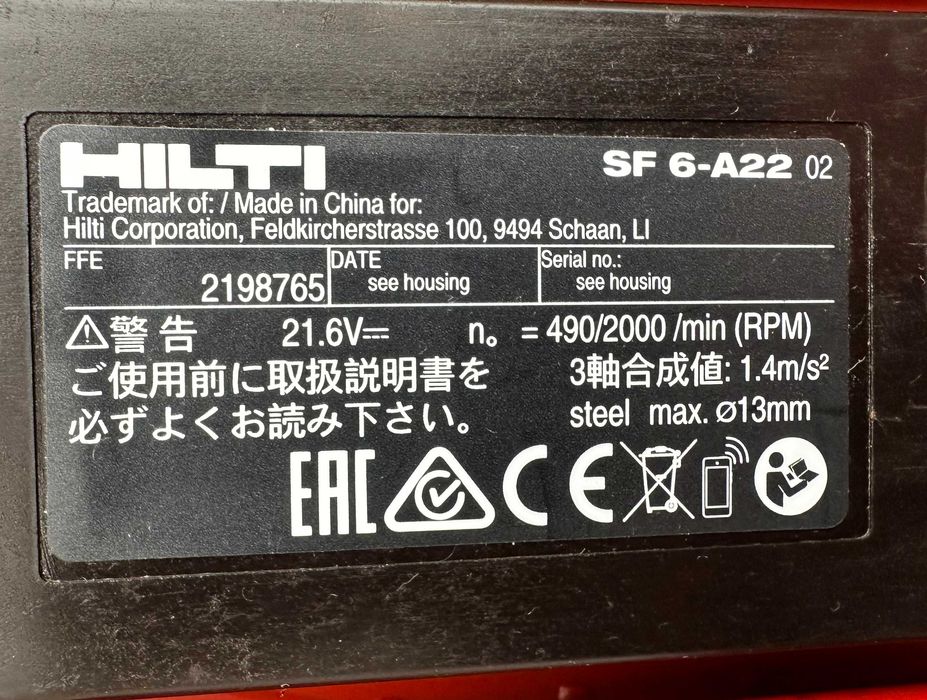 HILTI SF 6-A22 02
Trademark of: / Made in China for:
Hilti Corporation, Feldkircherstrasse 100, 9494 Schaan, LI
FFE DATE Serial no.:
2198765 see housing see housing
⚠警告 21.6V⎓ n₀ = 490/2000 /min (RPM)
ご使用前に取扱説明書を 3軸合成値: 1.4m/s²
必ずよくお読み下さい。 steel max. ⌀13mm
EAC CE